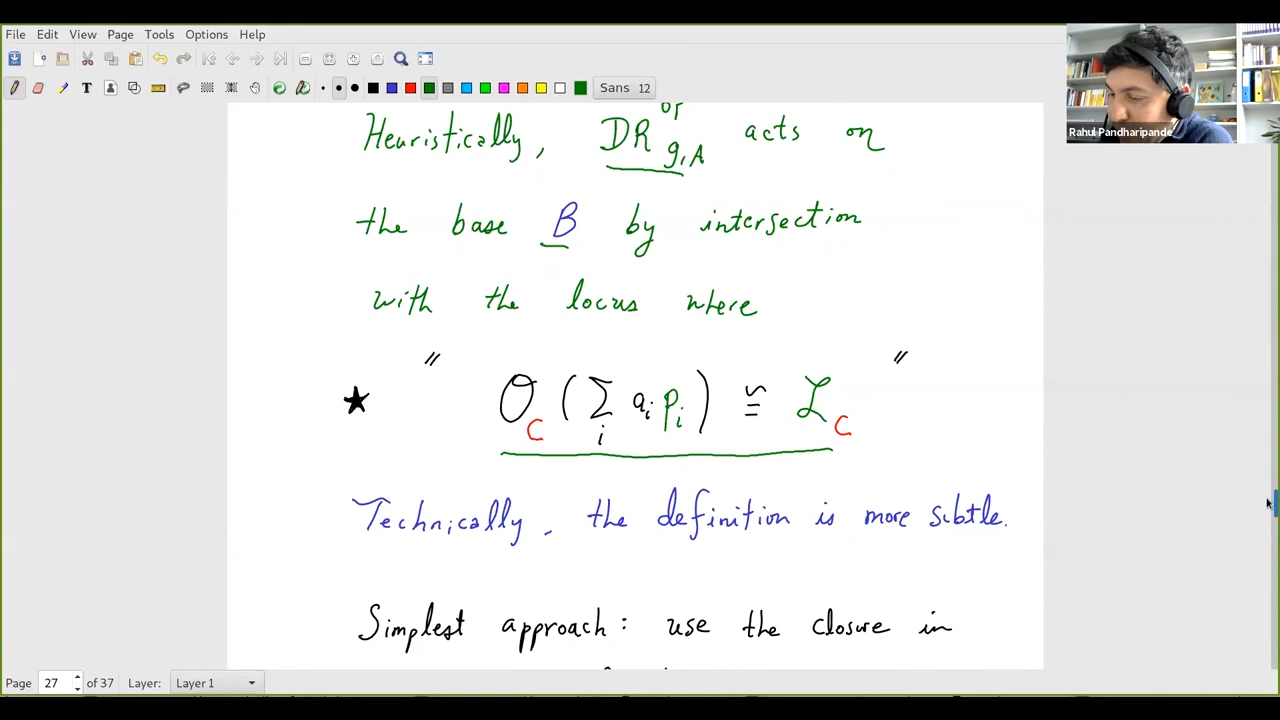 File Edit View Page Tools Options Help
Sans 12
Rahul Pandharipande
Heuristically, DR^op_{g,A} acts on
the base B by intersection
with the locus where
" O_C ( Σ_i a_i p_i ) ≅ L_C "
★
Technically, the definition is more subtle.
Simplest approach: use the closure in
Page 27 of 37 Layer: Layer 1